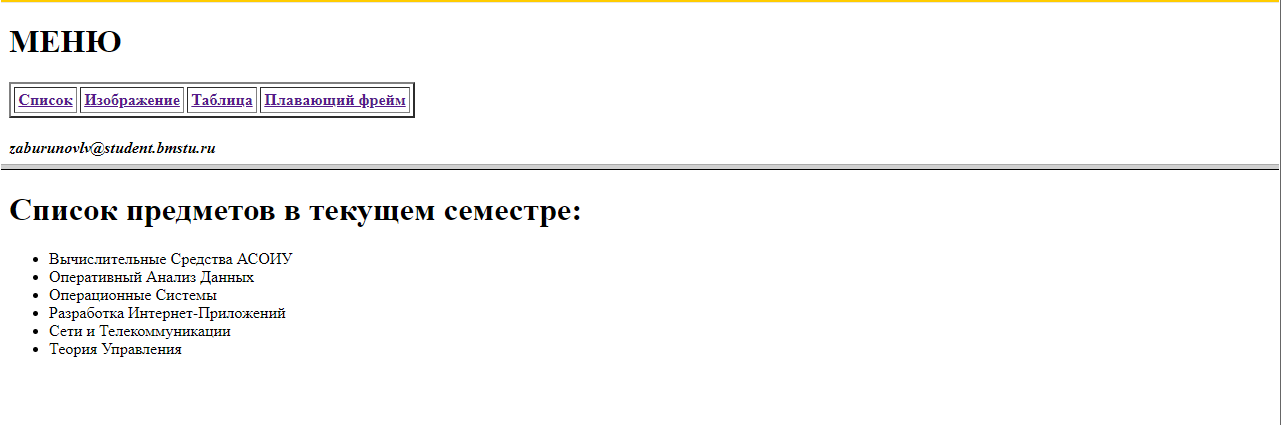 МЕНЮ
Список Изображение Таблица Плавающий фрейм
zaburunovlv@student.bmstu.ru
Список предметов в текущем семестре:
Вычислительные Средства АСОИУ
Оперативный Анализ Данных
Операционные Системы
Разработка Интернет-Приложений
Сети и Телекоммуникации
Теория Управления